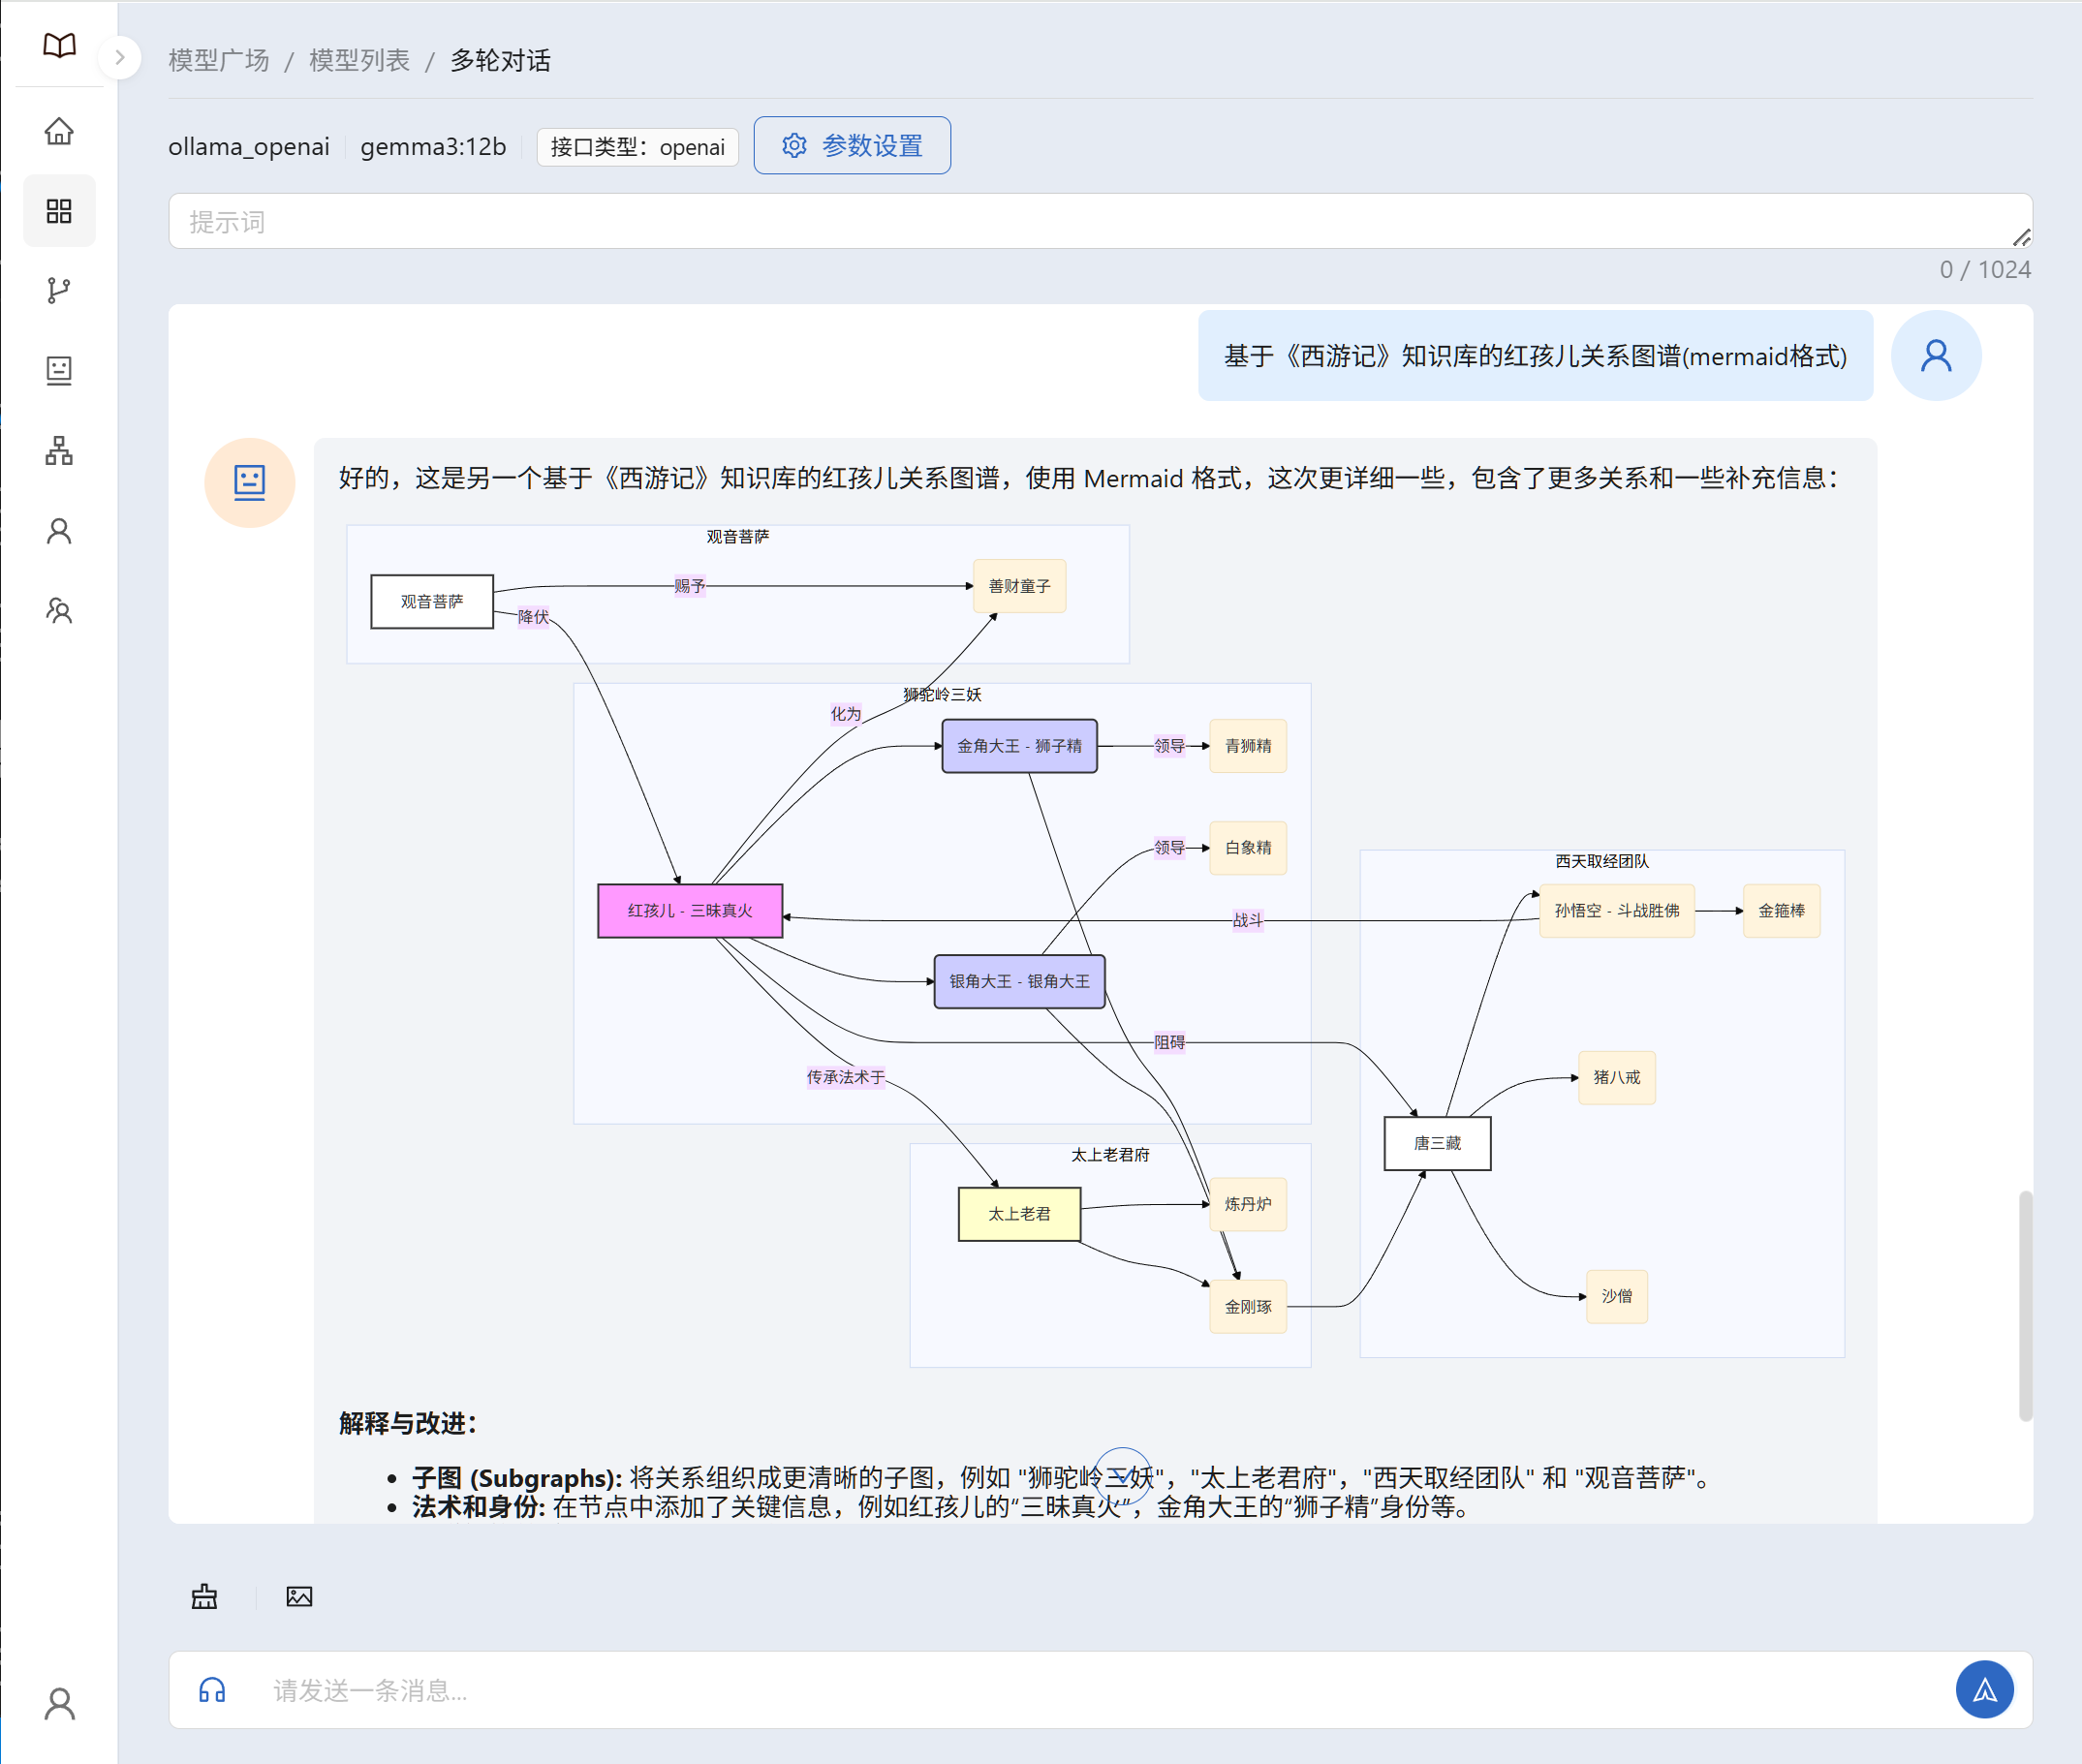 模型广场 / 模型列表 / 多轮对话
ollama_openai gemma3:12b 接口类型：openai 参数设置
提示词
0 / 1024
基于《西游记》知识库的红孩儿关系图谱(mermaid格式)
好的，这是另一个基于《西游记》知识库的红孩儿关系图谱，使用 Mermaid 格式，这次更详细一些，包含了更多关系和一些补充信息：
观音菩萨
观音菩萨
赐予
善财童子
降伏
狮驼岭三妖
化为
金角大王 - 狮子精
领导
青狮精
领导
白象精
西天取经团队
红孩儿 - 三昧真火
战斗
孙悟空 - 斗战胜佛
金箍棒
银角大王 - 银角大王
阻碍
传承法术于
猪八戒
唐三藏
太上老君府
太上老君
炼丹炉
沙僧
金刚琢
解释与改进：
子图 (Subgraphs): 将关系组织成更清晰的子图，例如 "狮驼岭三妖"，"太上老君府"，"西天取经团队" 和 "观音菩萨"。
法术和身份: 在节点中添加了关键信息，例如红孩儿的“三昧真火”，金角大王的“狮子精”身份等。
请发送一条消息...